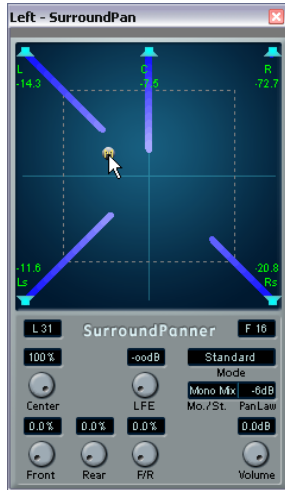 Left - SurroundPan
L C R
-14.3 -7.5 -72.7
-11.6 -20.8
Ls Rs
L 31 SurroundPanner F 16
100% -oodB Standard
Mode
Mono Mix -6dB
Center LFE Mo./St. PanLaw
0.0% 0.0% 0.0% 0.0dB
Front Rear F/R Volume